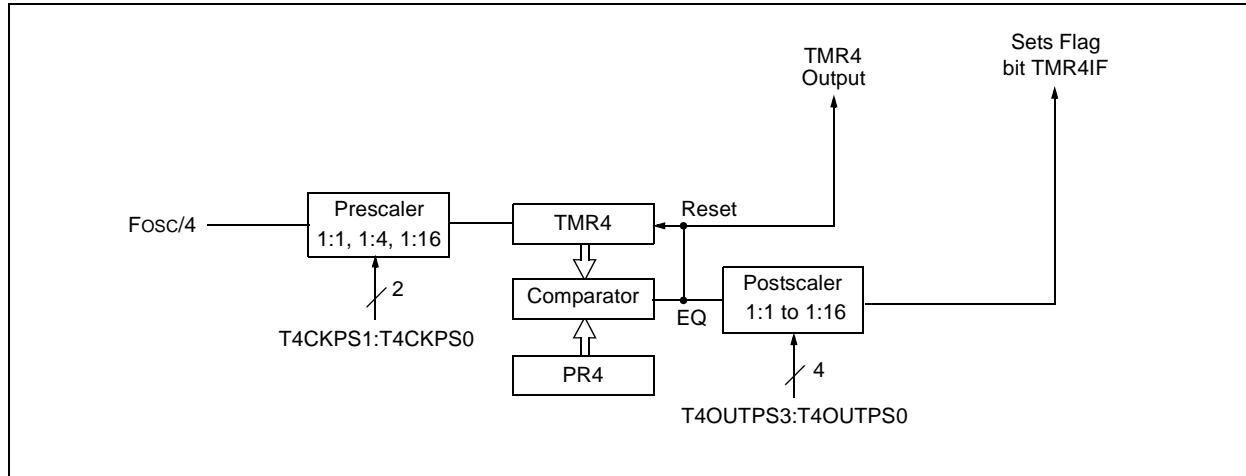 Sets Flag
bit TMR4IF
TMR4
Output
FOSC/4
Prescaler
1:1, 1:4, 1:16
2
T4CKPS1:T4CKPS0
TMR4
Reset
Comparator
EQ
PR4
Postscaler
1:1 to 1:16
4
T4OUTPS3:T4OUTPS0